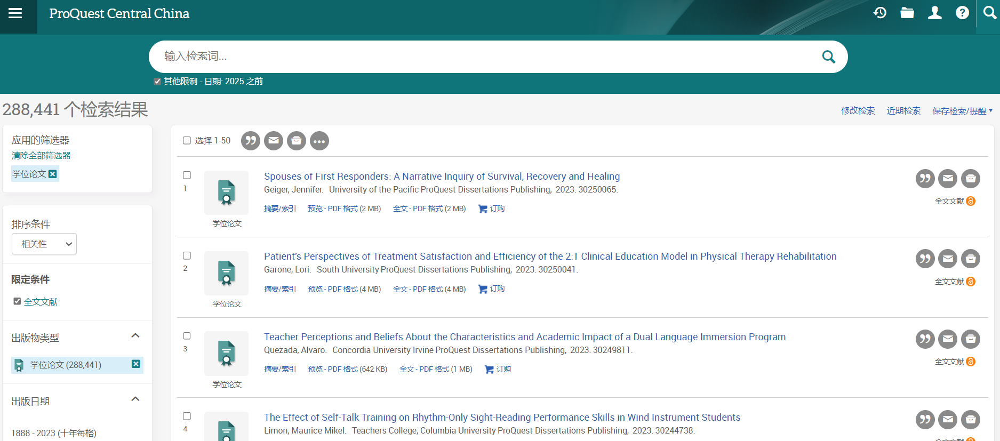 ProQuest Central China
输入检索词...
其他限制 - 日期: 2025 之前
288,441 个检索结果
修改检索 近期检索 保存检索/提醒
应用的筛选器
清除全部筛选器
学位论文
排序条件
相关性
限定条件
全文文献
出版物类型
学位论文 (288,441)
出版日期
1888 - 2023 (十年每格)
选择 1-50
1
Spouses of First Responders: A Narrative Inquiry of Survival, Recovery and Healing
Geiger, Jennifer. University of the Pacific ProQuest Dissertations Publishing, 2023. 30250065.
摘要/索引 预览 - PDF 格式 (2 MB) 全文 - PDF 格式 (2 MB) 订购
学位论文
全文文献
2
Patient's Perspectives of Treatment Satisfaction and Efficiency of the 2:1 Clinical Education Model in Physical Therapy Rehabilitation
Garone, Lori. South University ProQuest Dissertations Publishing, 2023. 30250041.
摘要/索引 预览 - PDF 格式 (4 MB) 全文 - PDF 格式 (4 MB) 订购
学位论文
全文文献
3
Teacher Perceptions and Beliefs About the Characteristics and Academic Impact of a Dual Language Immersion Program
Quezada, Alvaro. Concordia University Irvine ProQuest Dissertations Publishing, 2023. 30249811.
摘要/索引 预览 - PDF 格式 (642 KB) 全文 - PDF 格式 (1 MB) 订购
学位论文
全文文献
4
The Effect of Self-Talk Training on Rhythm-Only Sight-Reading Performance Skills in Wind Instrument Students
Limon, Maurice Mikel. Teachers College, Columbia University ProQuest Dissertations Publishing, 2023. 30244738.